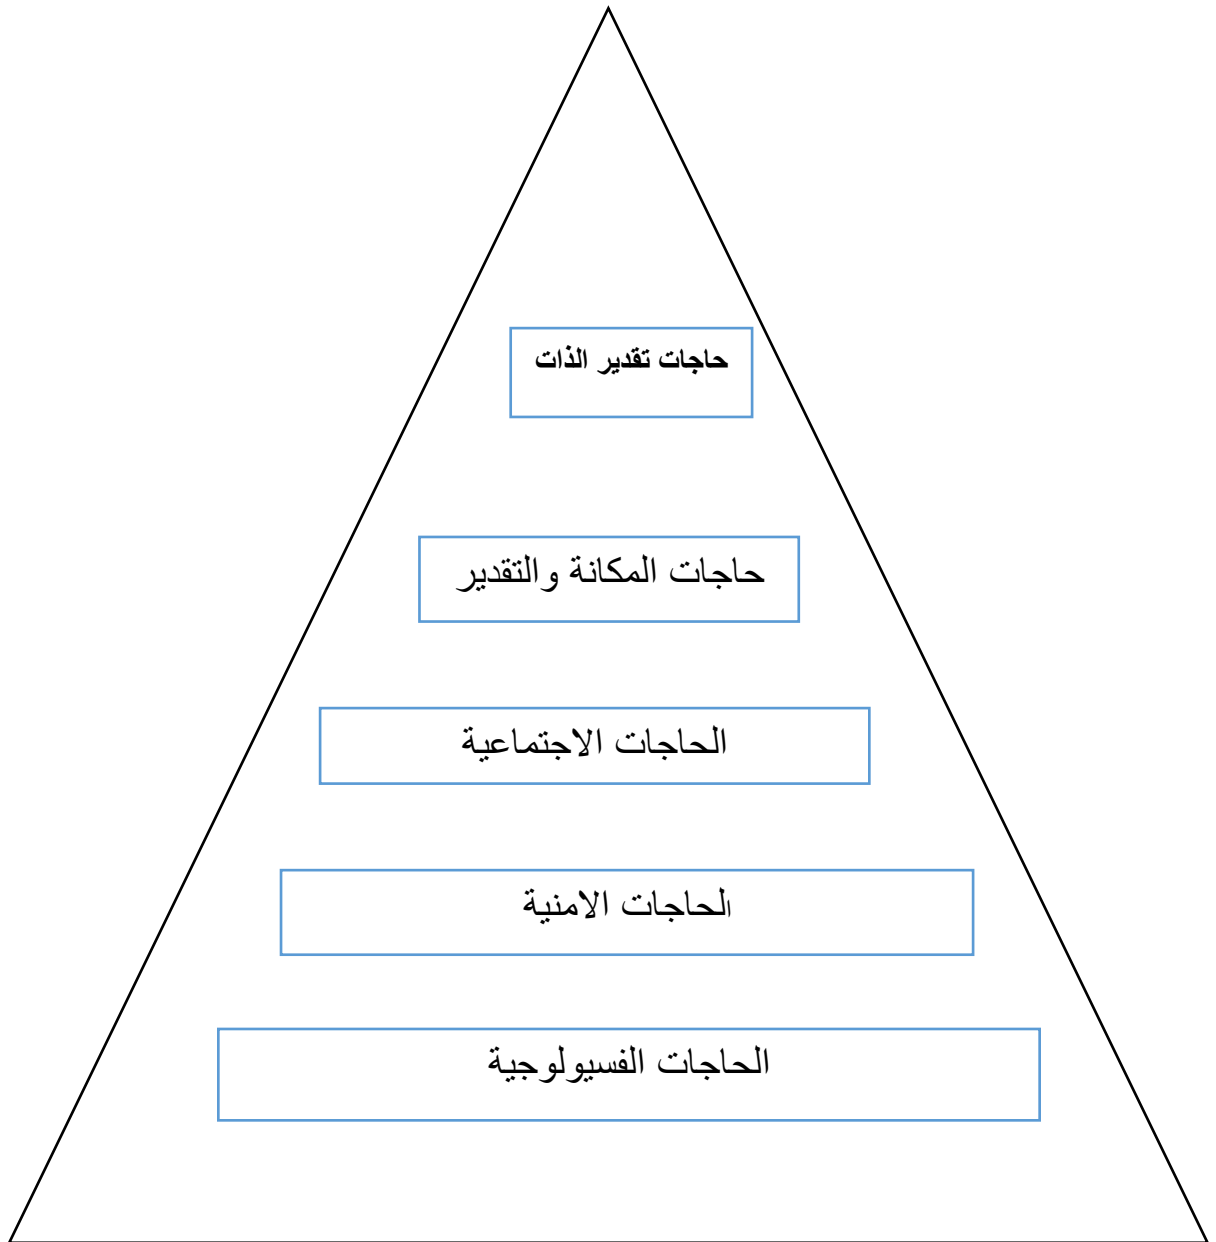 حاجات تقدير الذات
حاجات المكانة والتقدير
الحاجات الاجتماعية
الحاجات الامنية
الحاجات الفسيولوجية